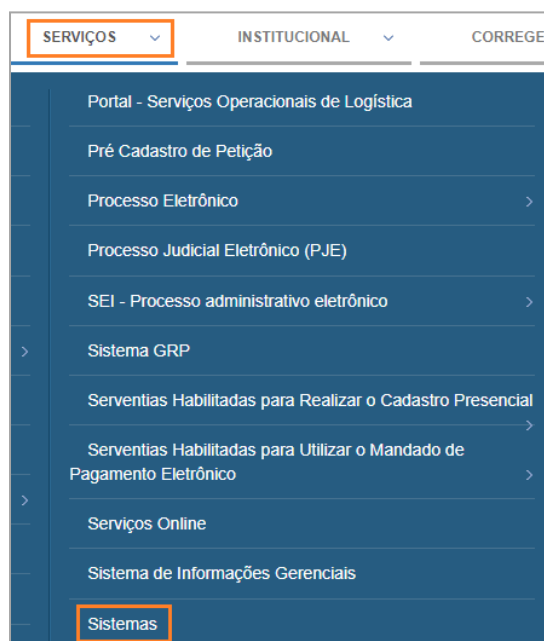 SERVIÇOS INSTITUCIONAL CORREGE
Portal - Serviços Operacionais de Logística
Pré Cadastro de Petição
Processo Eletrônico
Processo Judicial Eletrônico (PJE)
SEI - Processo administrativo eletrônico
Sistema GRP
Serventias Habilitadas para Realizar o Cadastro Presencial
Serventias Habilitadas para Utilizar o Mandado de
Pagamento Eletrônico
Serviços Online
Sistema de Informações Gerenciais
Sistemas